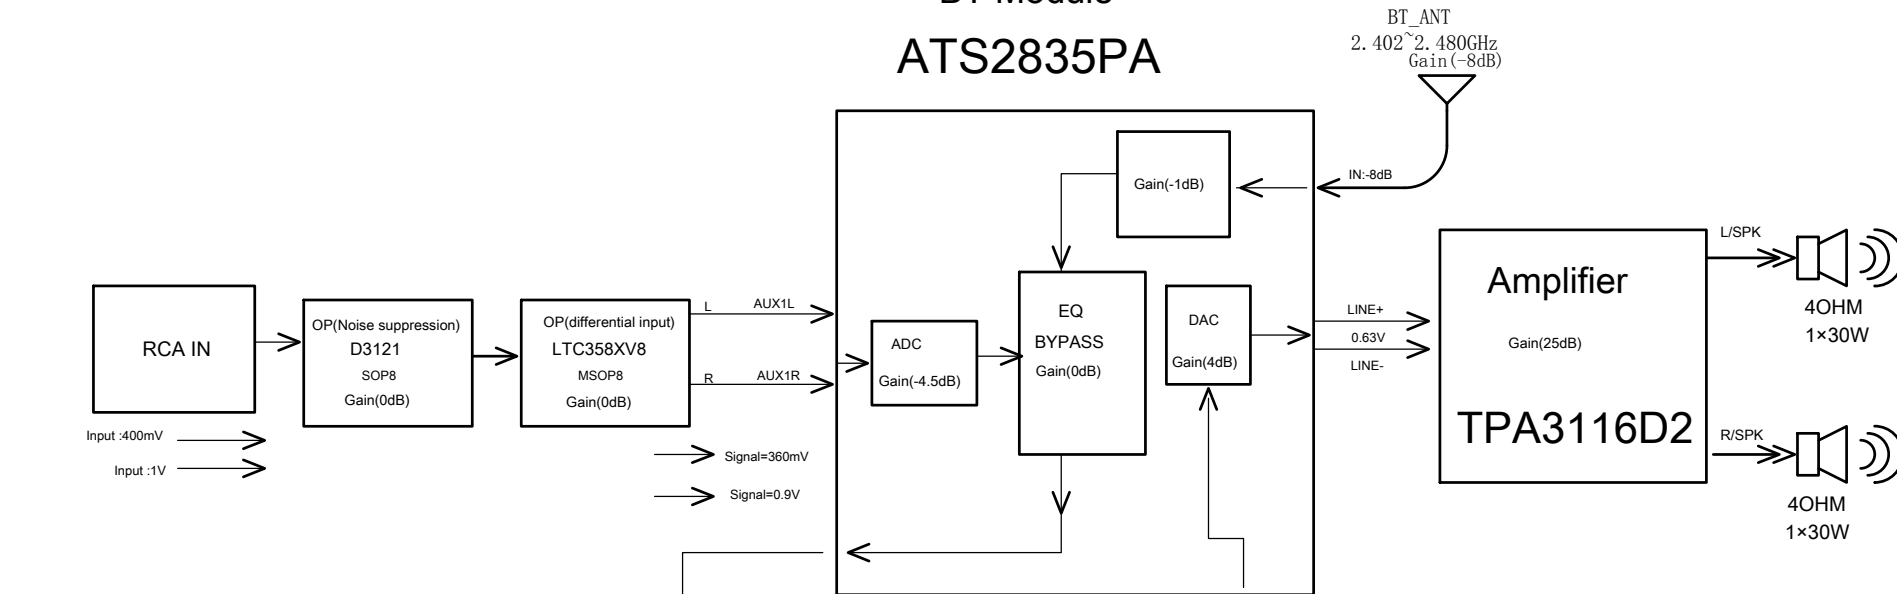 BT Module
ATS2835PA
BT_ANT
2.402~2.480GHz
Gain(-8dB)
Gain(-1dB)
IN:-8dB
L/SPK
Amplifier
4OHM
1×30W
RCA IN
OP(Noise suppression)
D3121
SOP8
Gain(0dB)
OP(differential input)
LTC358XV8
MSOP8
Gain(0dB)
L AUX1L
R AUX1R
ADC
Gain(-4.5dB)
EQ
BYPASS
Gain(0dB)
DAC
Gain(4dB)
LINE+
0.63V
LINE-
Gain(25dB)
TPA3116D2
R/SPK
4OHM
1×30W
Input :400mV
Input :1V
Signal=360mV
Signal=0.9V